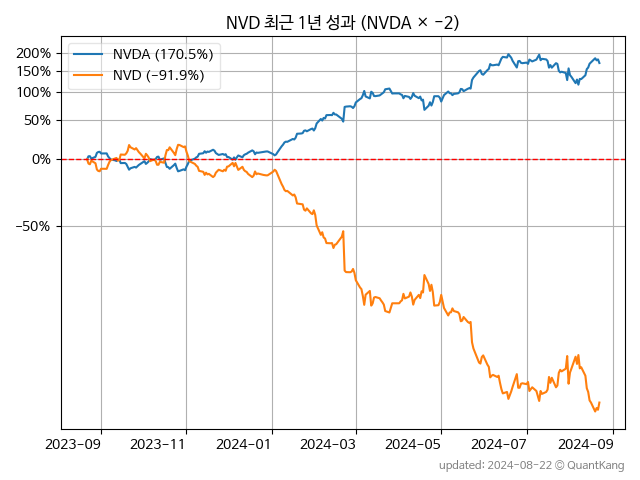 NVD 최근 1년 성과 (NVDA × −2)
NVDA (170.5%)
NVD (−91.9%)
200%
150%
100%
50%
0%
−50%
2023−09 2023−11 2024−01 2024−03 2024−05 2024−07 2024−09
updated: 2024-08-22 © QuantKang